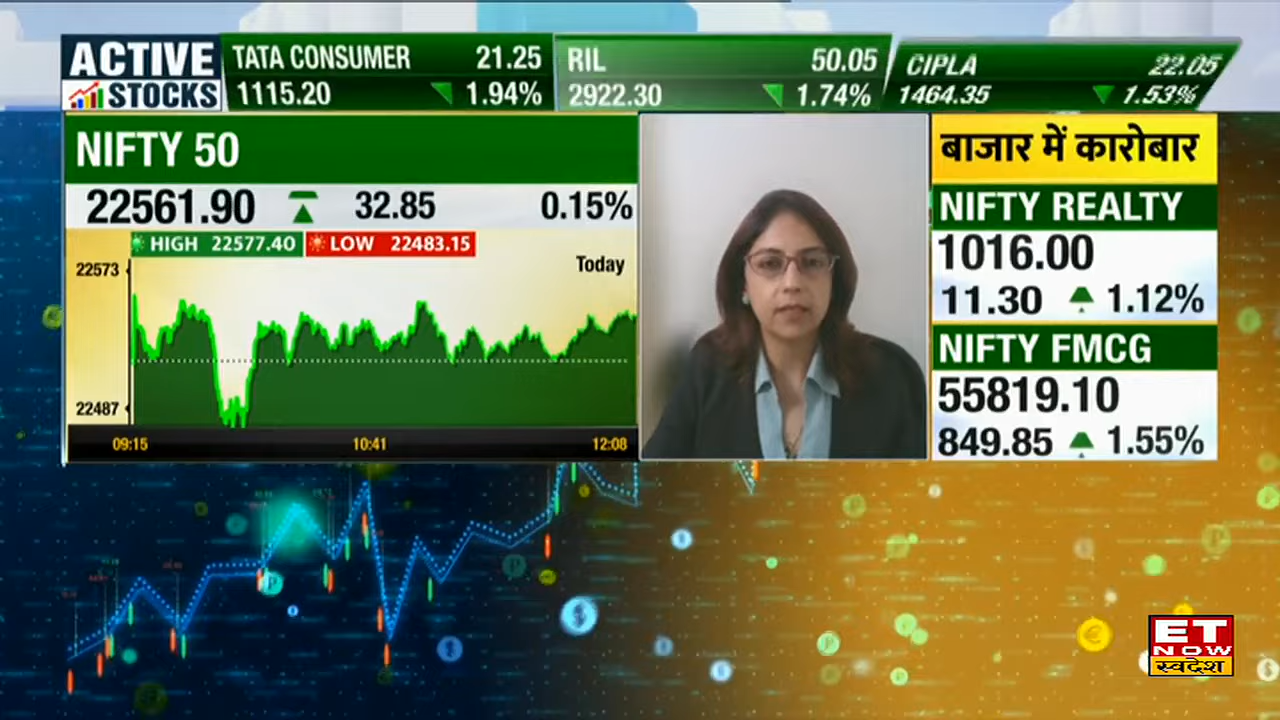 ACTIVE
STOCKS
TATA CONSUMER 21.25
1115.20 1.94%
RIL 50.05
2922.30 1.74%
CIPLA 22.05
1464.35 1.53%
NIFTY 50
22561.90 32.85 0.15%
HIGH 22577.40 LOW 22483.15
Today
22573
22487
09:15 10:41 12:08
बाजार में कारोबार
NIFTY REALTY
1016.00
11.30 1.12%
NIFTY FMCG
55819.10
849.85 1.55%
ET
NOW
स्वदेश